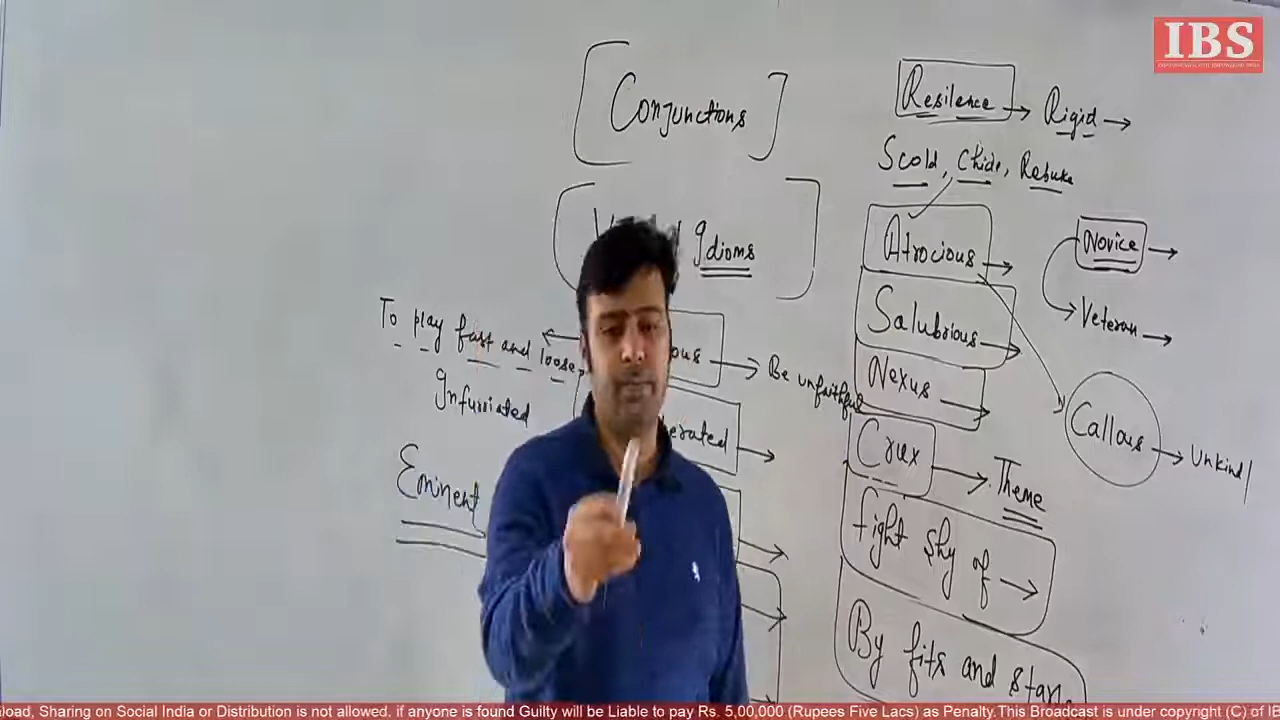 IBS
Conjunctions
Resilence → Rigid →
Scold, Chide, Rebuke
Idioms
Atrocious →
Novice →
Veteran →
Salubrious →
To play fast and loose
ous → Be unfaithful
Nexus →
Infurriated
erated →
Callous → Unkind
Crux → Theme
Eminent
fight shy of →
By fits and starts
load, Sharing on Social India or Distribution is not allowed. if anyone is found Guilty will be Liable to pay Rs. 5,00,000 (Rupees Five Lacs) as Penalty.This Broadcast is under copyright (C) of IB